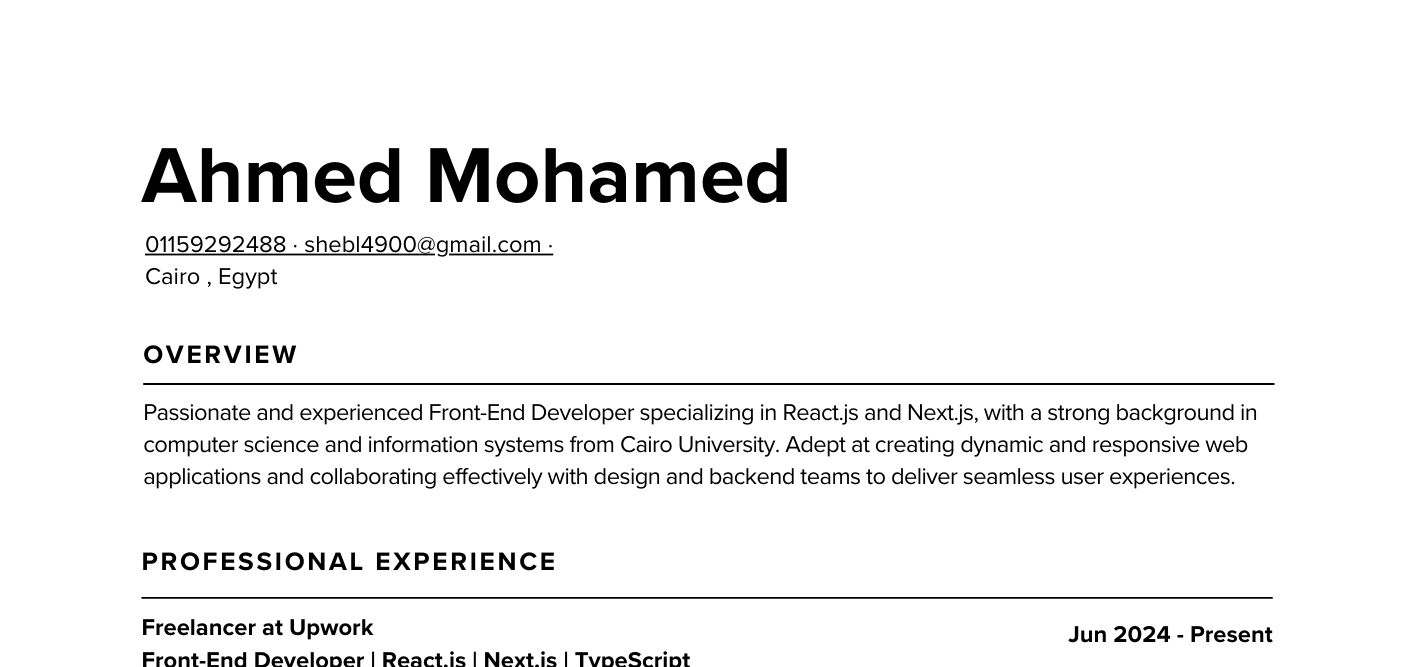 Ahmed Mohamed
01159292488 · shebl4900@gmail.com ·
Cairo , Egypt
OVERVIEW
Passionate and experienced Front-End Developer specializing in React.js and Next.js, with a strong background in
computer science and information systems from Cairo University. Adept at creating dynamic and responsive web
applications and collaborating effectively with design and backend teams to deliver seamless user experiences.
PROFESSIONAL EXPERIENCE
Freelancer at Upwork
Jun 2024 - Present
Front-End Developer | React.js | Next.js | TypeScript